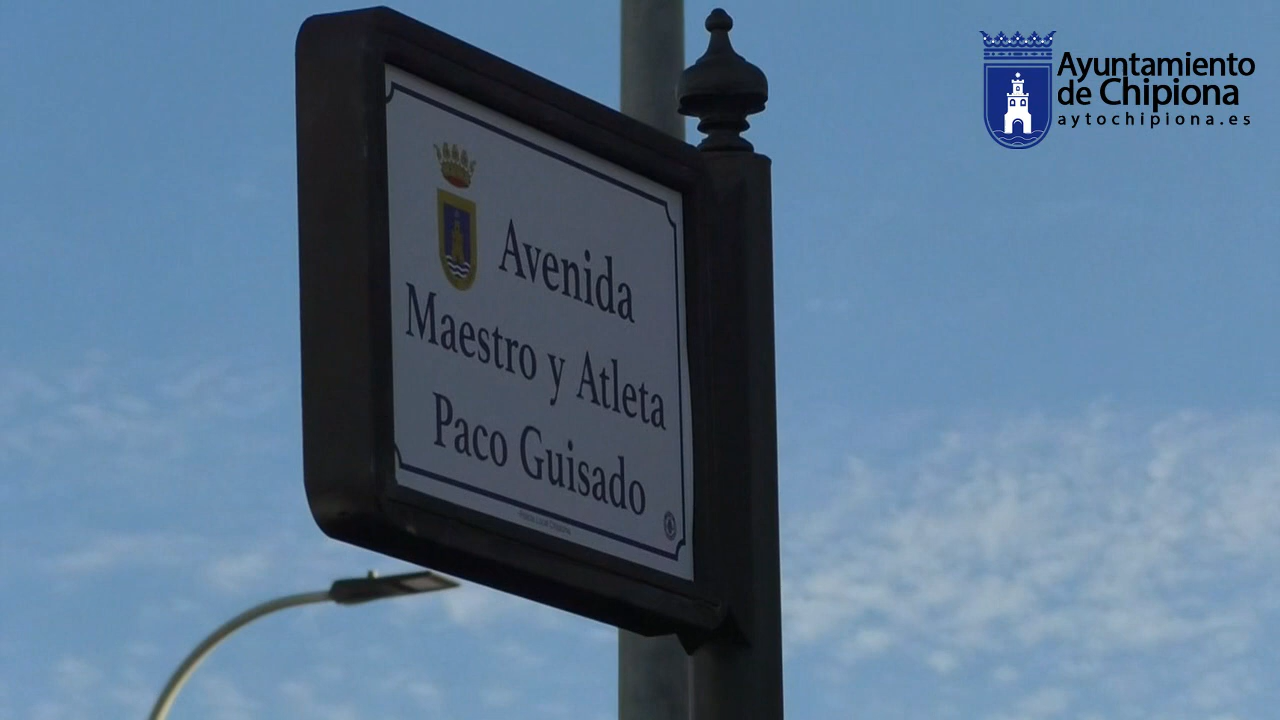 Ayuntamiento
de Chipiona
aytochipiona.es
Avenida
Maestro y Atleta
Paco Guisado